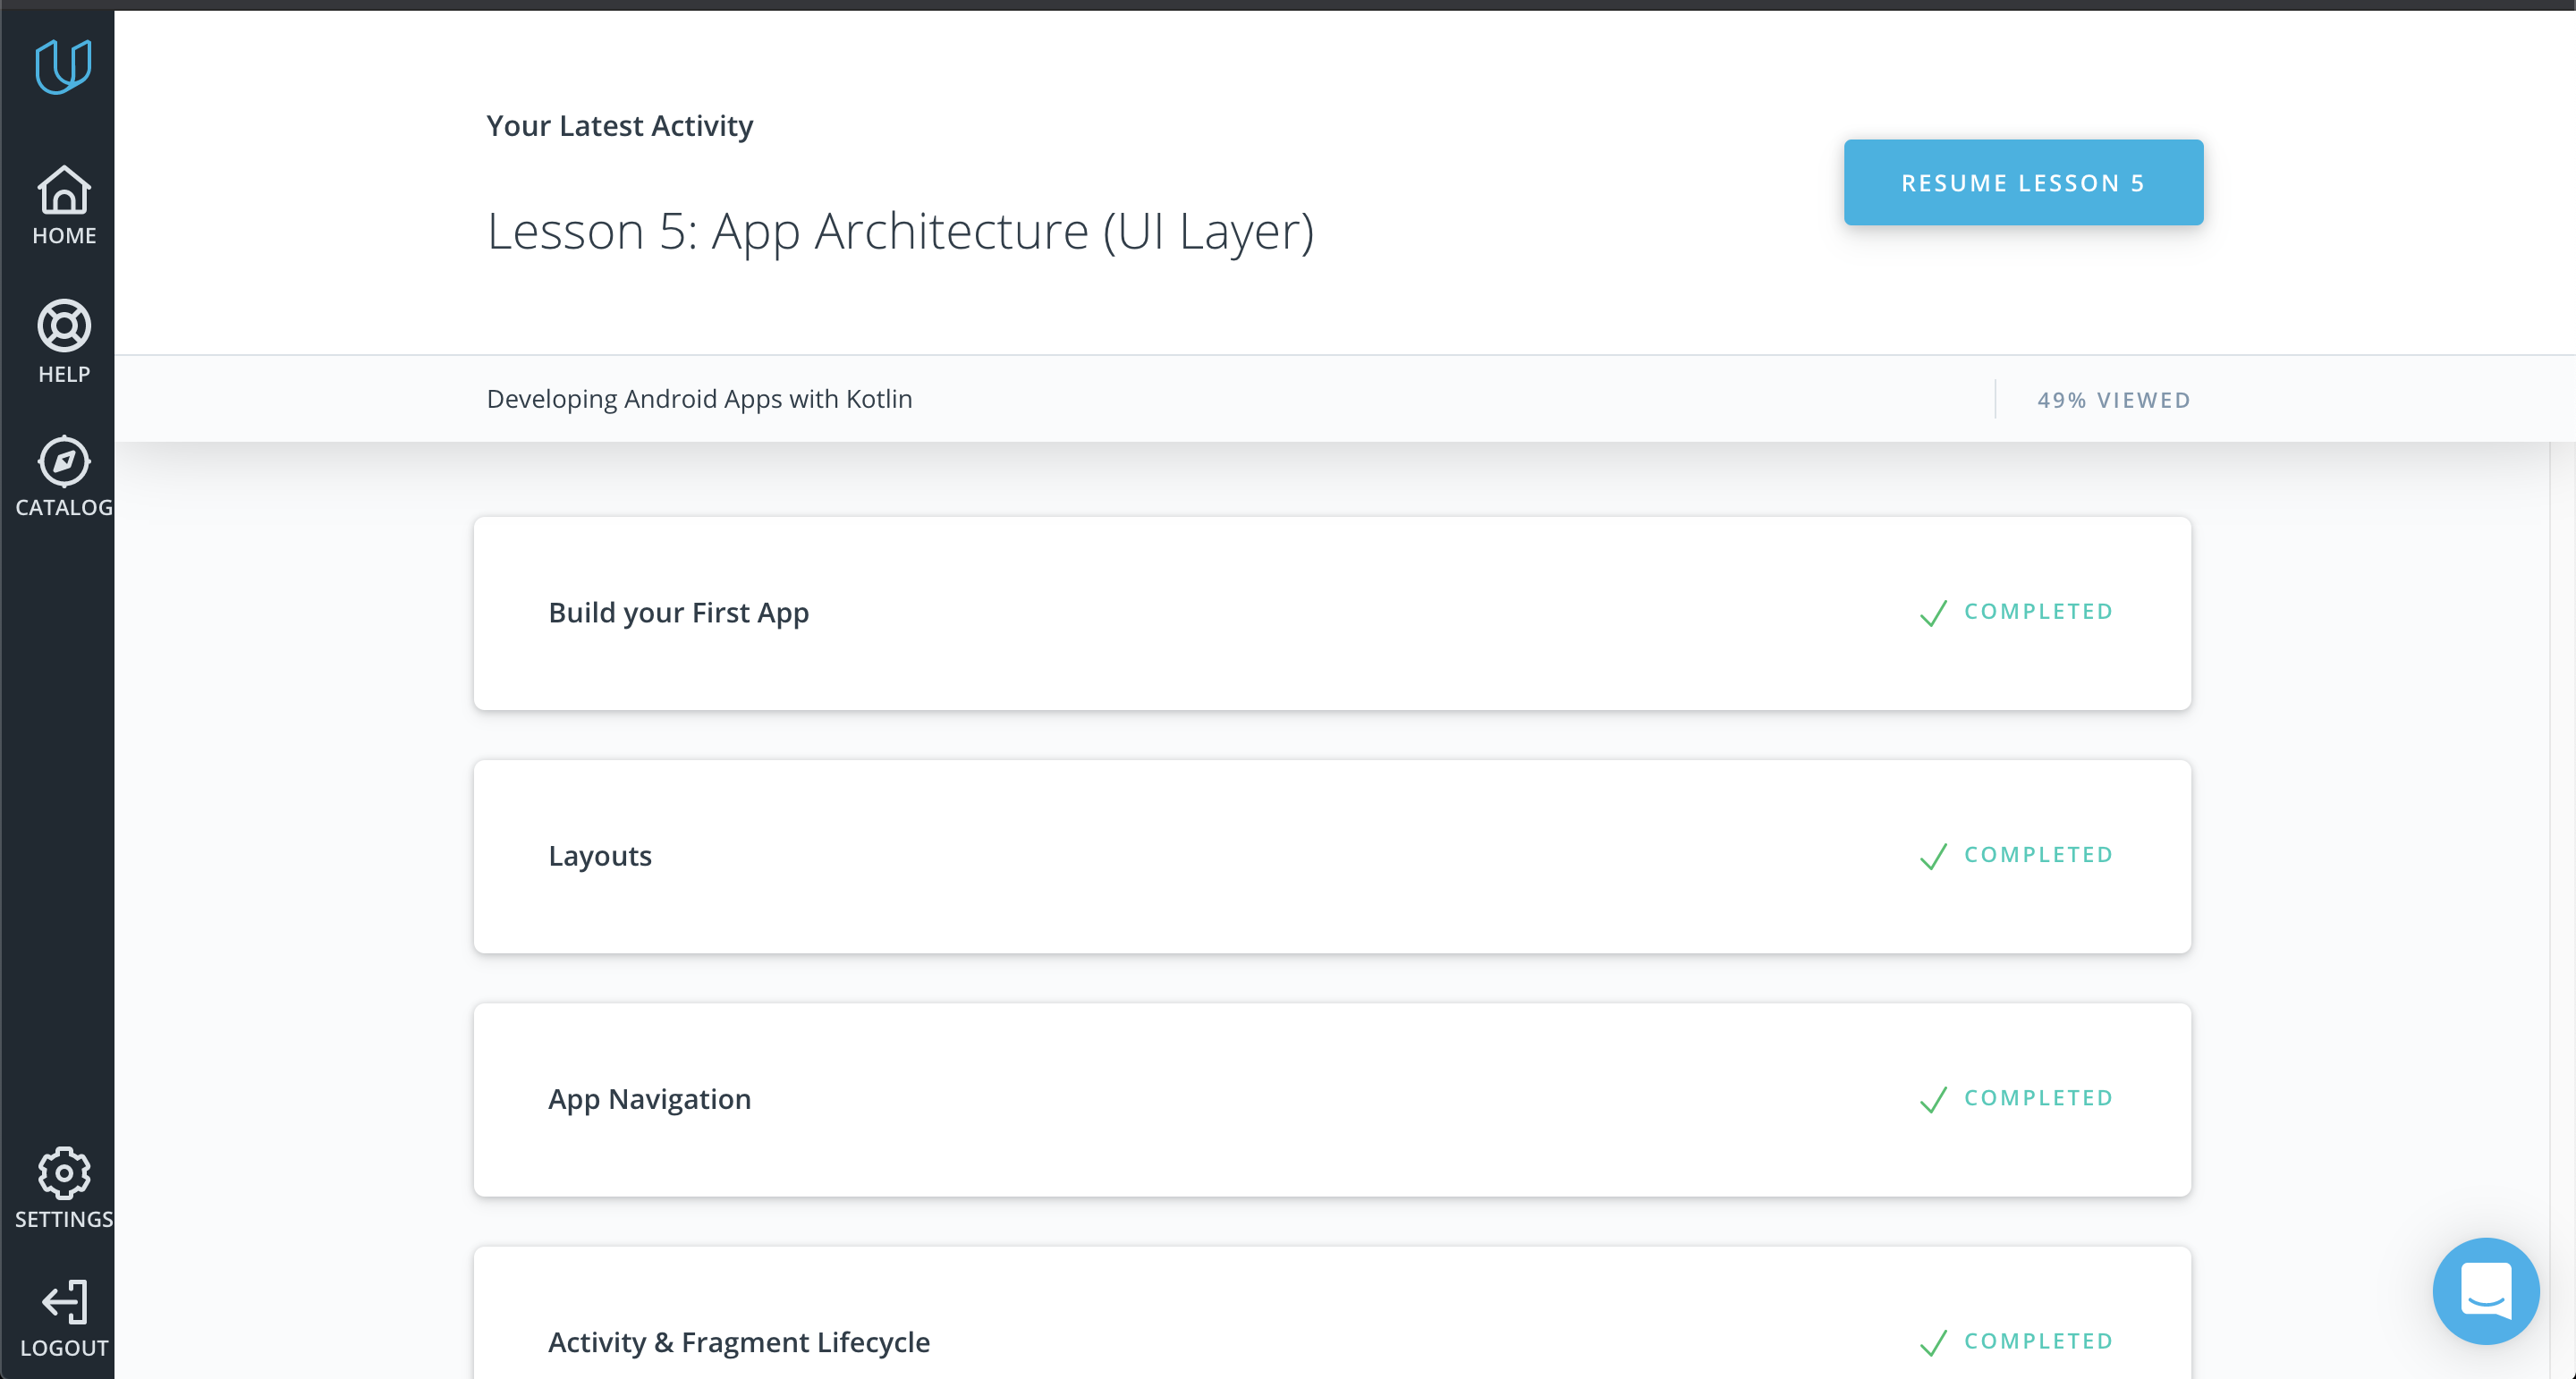 HOME
HELP
CATALOG
SETTINGS
LOGOUT
Your Latest Activity
Lesson 5: App Architecture (UI Layer)
RESUME LESSON 5
Developing Android Apps with Kotlin
49% VIEWED
Build your First App
COMPLETED
Layouts
COMPLETED
App Navigation
COMPLETED
Activity & Fragment Lifecycle
COMPLETED